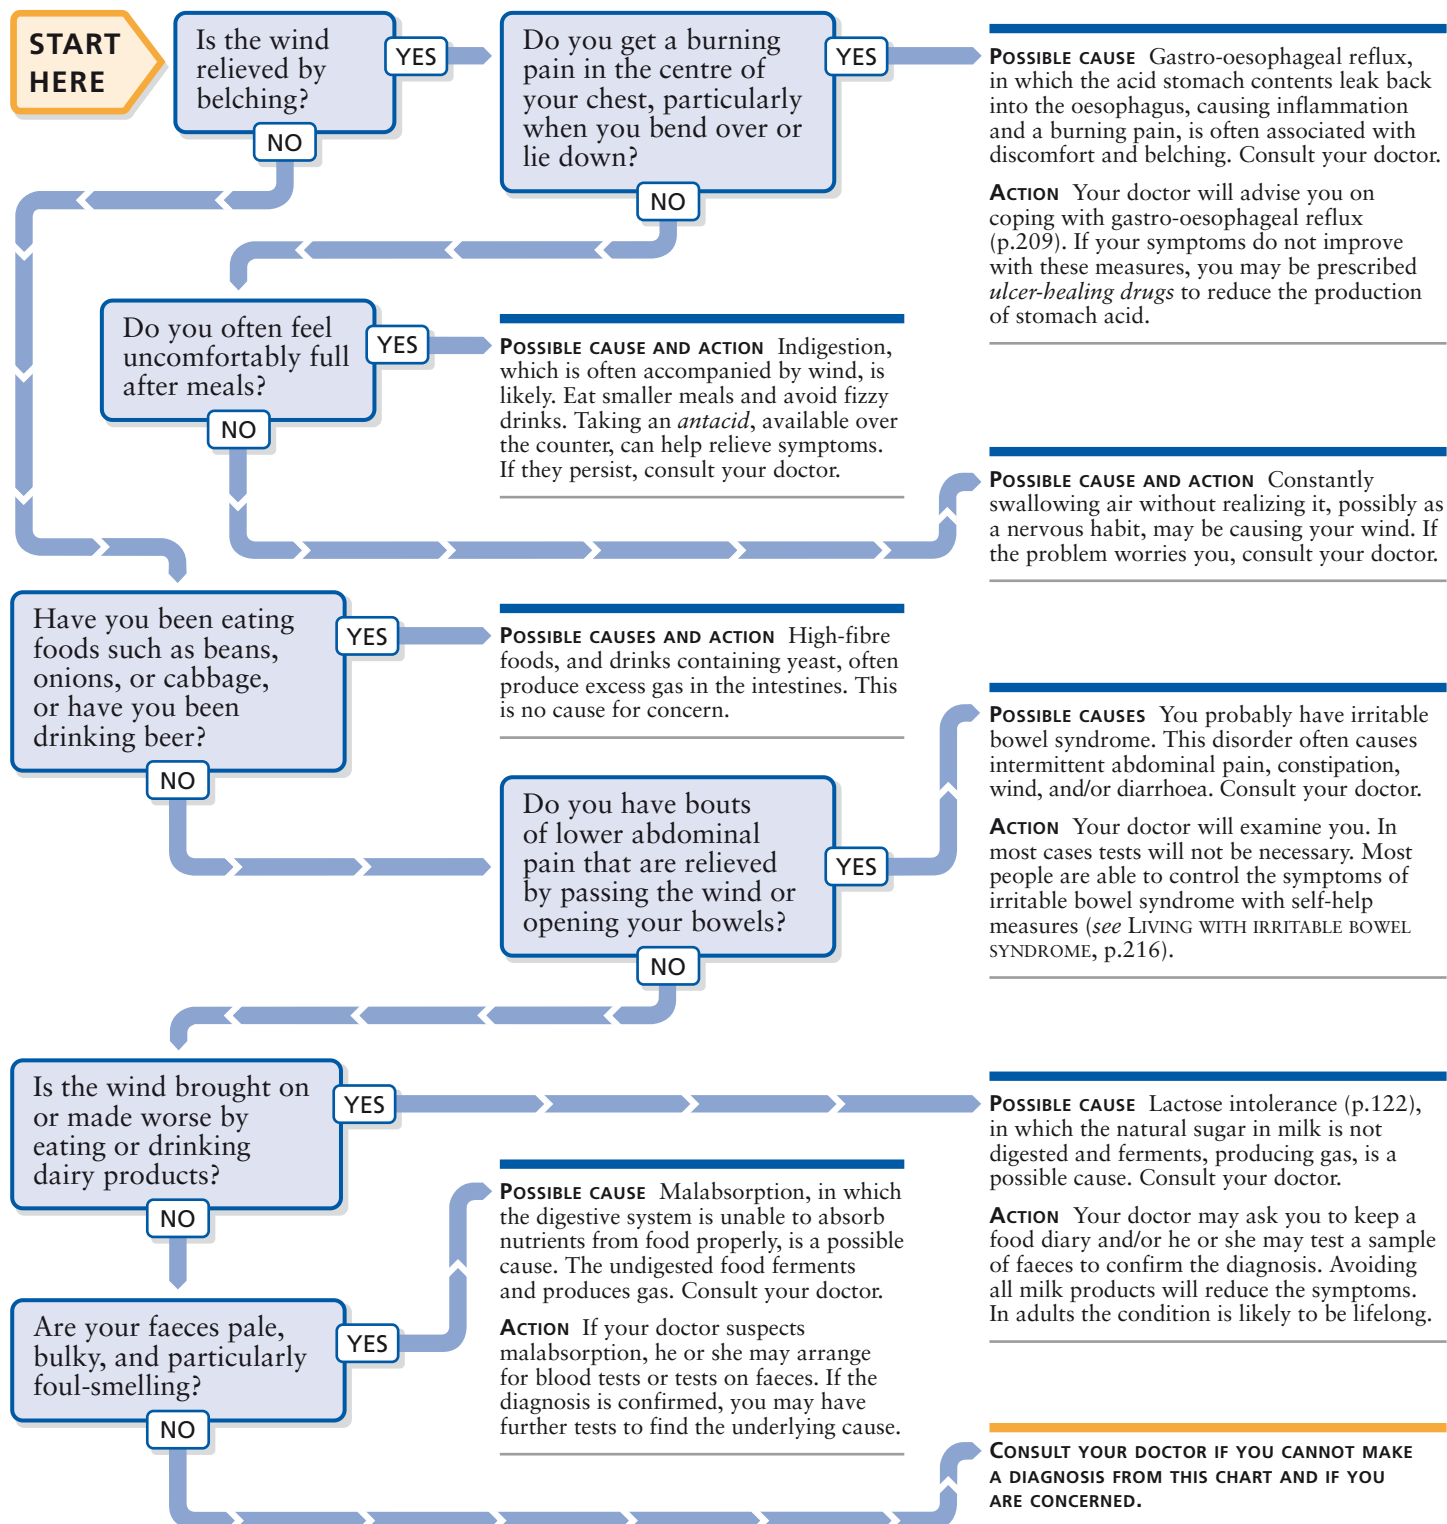 START
HERE
Is the wind
relieved by
belching?
YES
NO
Do you get a burning
pain in the centre of
your chest, particularly
when you bend over or
lie down?
YES
NO
POSSIBLE CAUSE Gastro-oesophageal reflux,
in which the acid stomach contents leak back
into the oesophagus, causing inflammation
and a burning pain, is often associated with
discomfort and belching. Consult your doctor.
ACTION Your doctor will advise you on
coping with gastro-oesophageal reflux
(p.209). If your symptoms do not improve
with these measures, you may be prescribed
ulcer-healing drugs to reduce the production
of stomach acid.
Do you often feel
uncomfortably full
after meals?
YES
NO
POSSIBLE CAUSE AND ACTION Indigestion,
which is often accompanied by wind, is
likely. Eat smaller meals and avoid fizzy
drinks. Taking an antacid, available over
the counter, can help relieve symptoms.
If they persist, consult your doctor.
POSSIBLE CAUSE AND ACTION Constantly
swallowing air without realizing it, possibly as
a nervous habit, may be causing your wind. If
the problem worries you, consult your doctor.
Have you been eating
foods such as beans,
onions, or cabbage,
or have you been
drinking beer?
YES
NO
POSSIBLE CAUSES AND ACTION High-fibre
foods, and drinks containing yeast, often
produce excess gas in the intestines. This
is no cause for concern.
Do you have bouts
of lower abdominal
pain that are relieved
by passing the wind or
opening your bowels?
YES
NO
POSSIBLE CAUSES You probably have irritable
bowel syndrome. This disorder often causes
intermittent abdominal pain, constipation,
wind, and/or diarrhoea. Consult your doctor.
ACTION Your doctor will examine you. In
most cases tests will not be necessary. Most
people are able to control the symptoms of
irritable bowel syndrome with self-help
measures (see LIVING WITH IRRITABLE BOWEL
SYNDROME, p.216).
Is the wind brought on
or made worse by
eating or drinking
dairy products?
YES
NO
POSSIBLE CAUSE Lactose intolerance (p.122),
in which the natural sugar in milk is not
digested and ferments, producing gas, is a
possible cause. Consult your doctor.
ACTION Your doctor may ask you to keep a
food diary and/or he or she may test a sample
of faeces to confirm the diagnosis. Avoiding
all milk products will reduce the symptoms.
In adults the condition is likely to be lifelong.
Are your faeces pale,
bulky, and particularly
foul-smelling?
YES
NO
POSSIBLE CAUSE Malabsorption, in which
the digestive system is unable to absorb
nutrients from food properly, is a possible
cause. The undigested food ferments
and produces gas. Consult your doctor.
ACTION If your doctor suspects
malabsorption, he or she may arrange
for blood tests or tests on faeces. If the
diagnosis is confirmed, you may have
further tests to find the underlying cause.
CONSULT YOUR DOCTOR IF YOU CANNOT MAKE
A DIAGNOSIS FROM THIS CHART AND IF YOU
ARE CONCERNED.